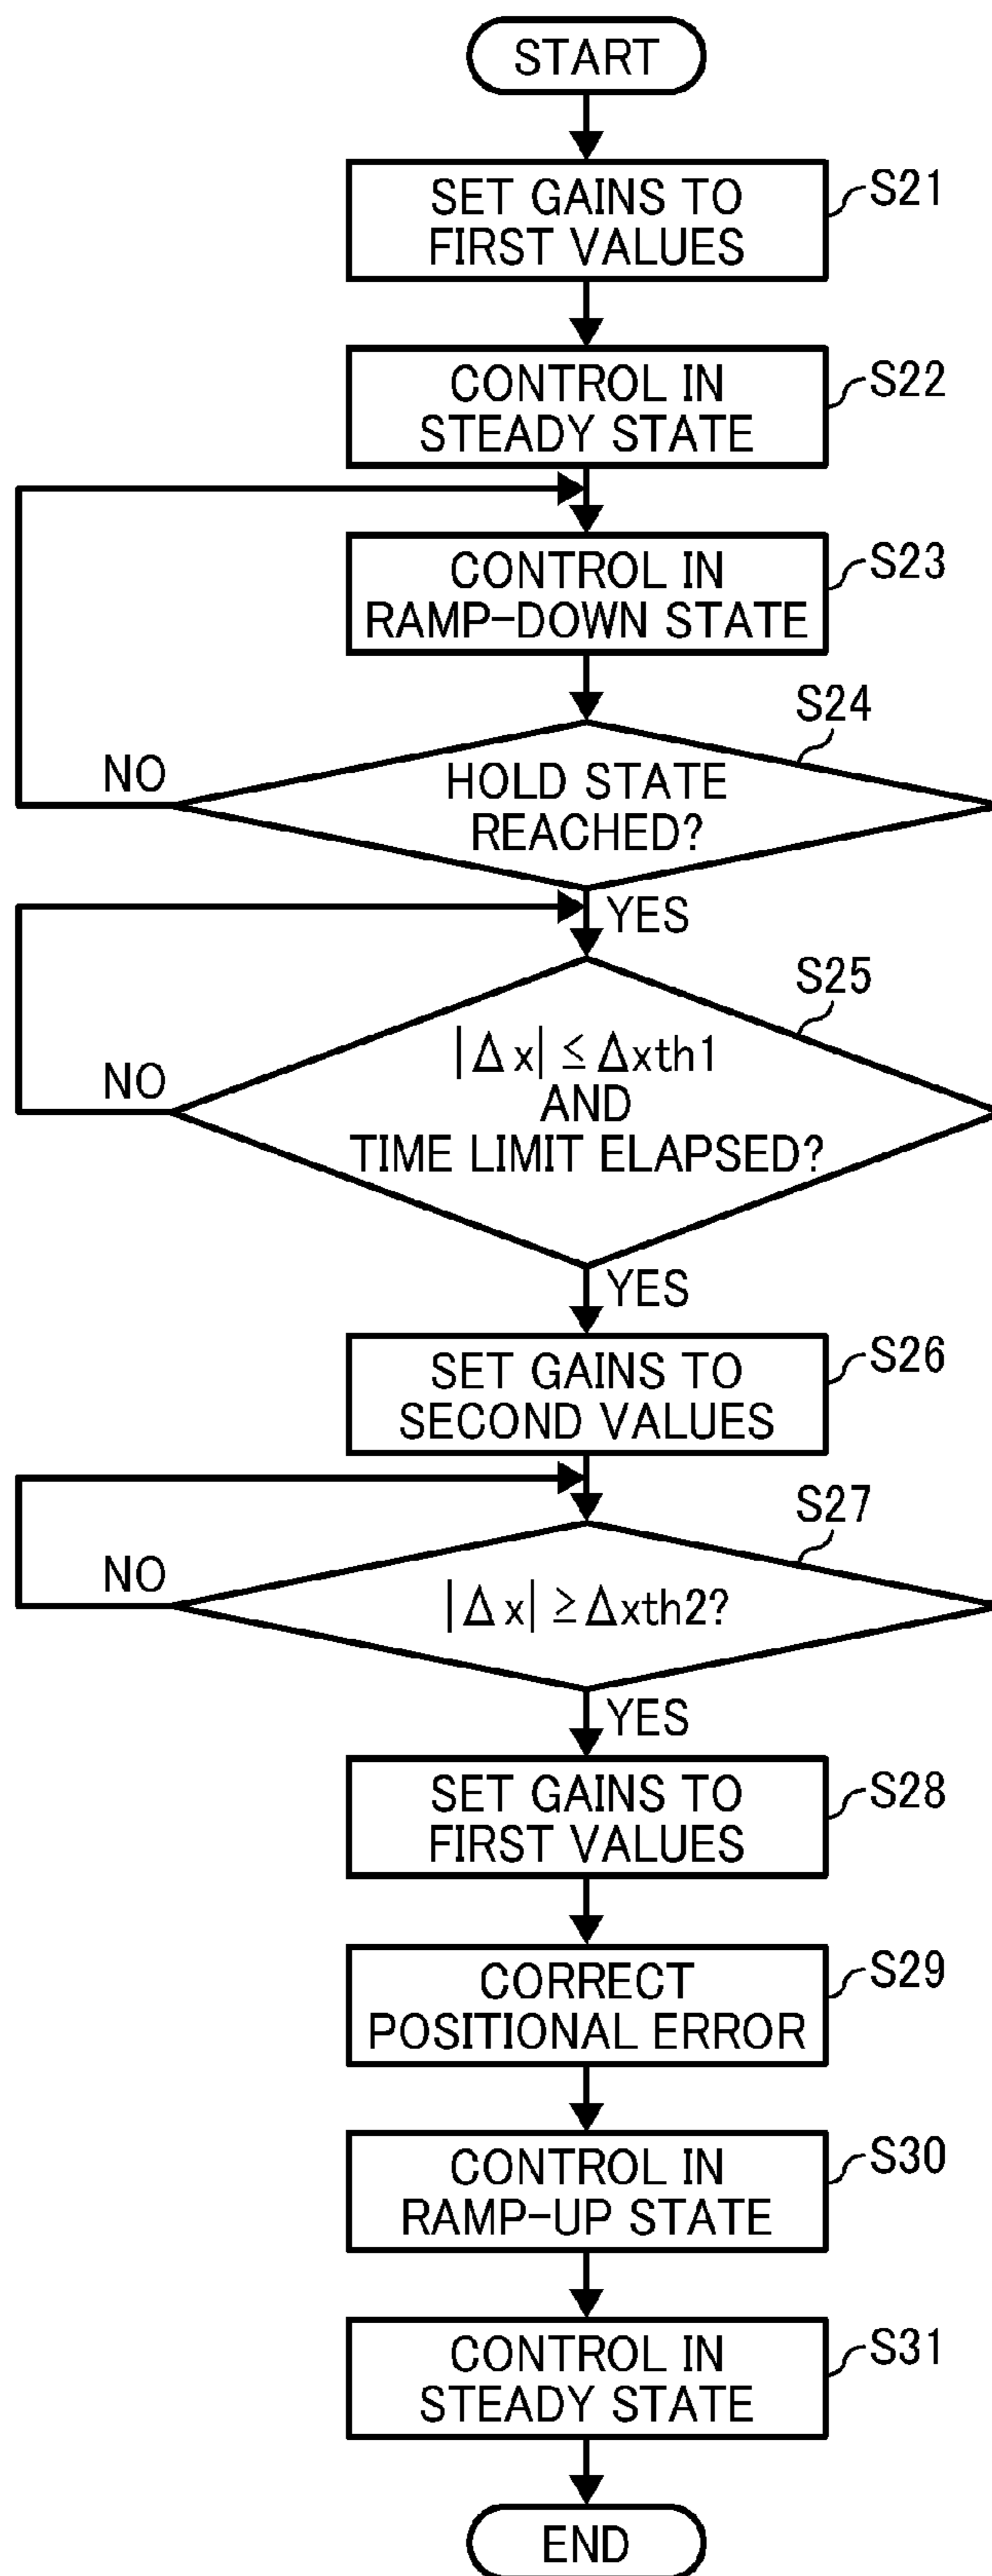 START
SET GAINS TO
FIRST VALUES
S21
CONTROL IN
STEADY STATE
S22
CONTROL IN
RAMP-DOWN STATE
S23
HOLD STATE
REACHED?
S24
NO
YES
|Δx| ≤ Δxth1
AND
TIME LIMIT ELAPSED?
S25
NO
YES
SET GAINS TO
SECOND VALUES
S26
|Δx| ≥ Δxth2?
S27
NO
YES
SET GAINS TO
FIRST VALUES
S28
CORRECT
POSITIONAL ERROR
S29
CONTROL IN
RAMP-UP STATE
S30
CONTROL IN
STEADY STATE
S31
END